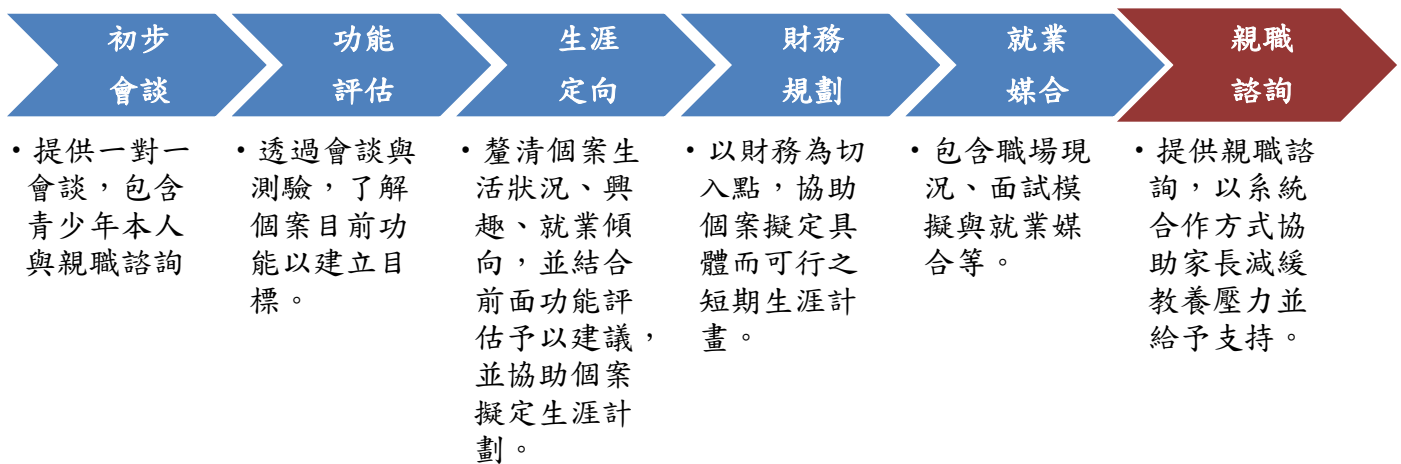 初步
會談
功能
評估
生涯
定向
財務
規劃
就業
媒合
親職
諮詢
•提供一對一
會談，包含
青少年本人
與親職諮詢
•透過會談與
測驗，了解
個案目前功
能以建立目
標。
•釐清個案生
活狀況、興
趣、就業傾
向，並結合
前面功能評
估予以建議，
並協助個案
擬定生涯計
劃。
•以財務為切
入點，協助
個案擬定具
體而可行之
短期生涯計
畫。
•包含職場現
況、面試模
擬與就業媒
合等。
•提供親職諮
詢，以系統
合作方式協
助家長減緩
教養壓力並
給予支持。